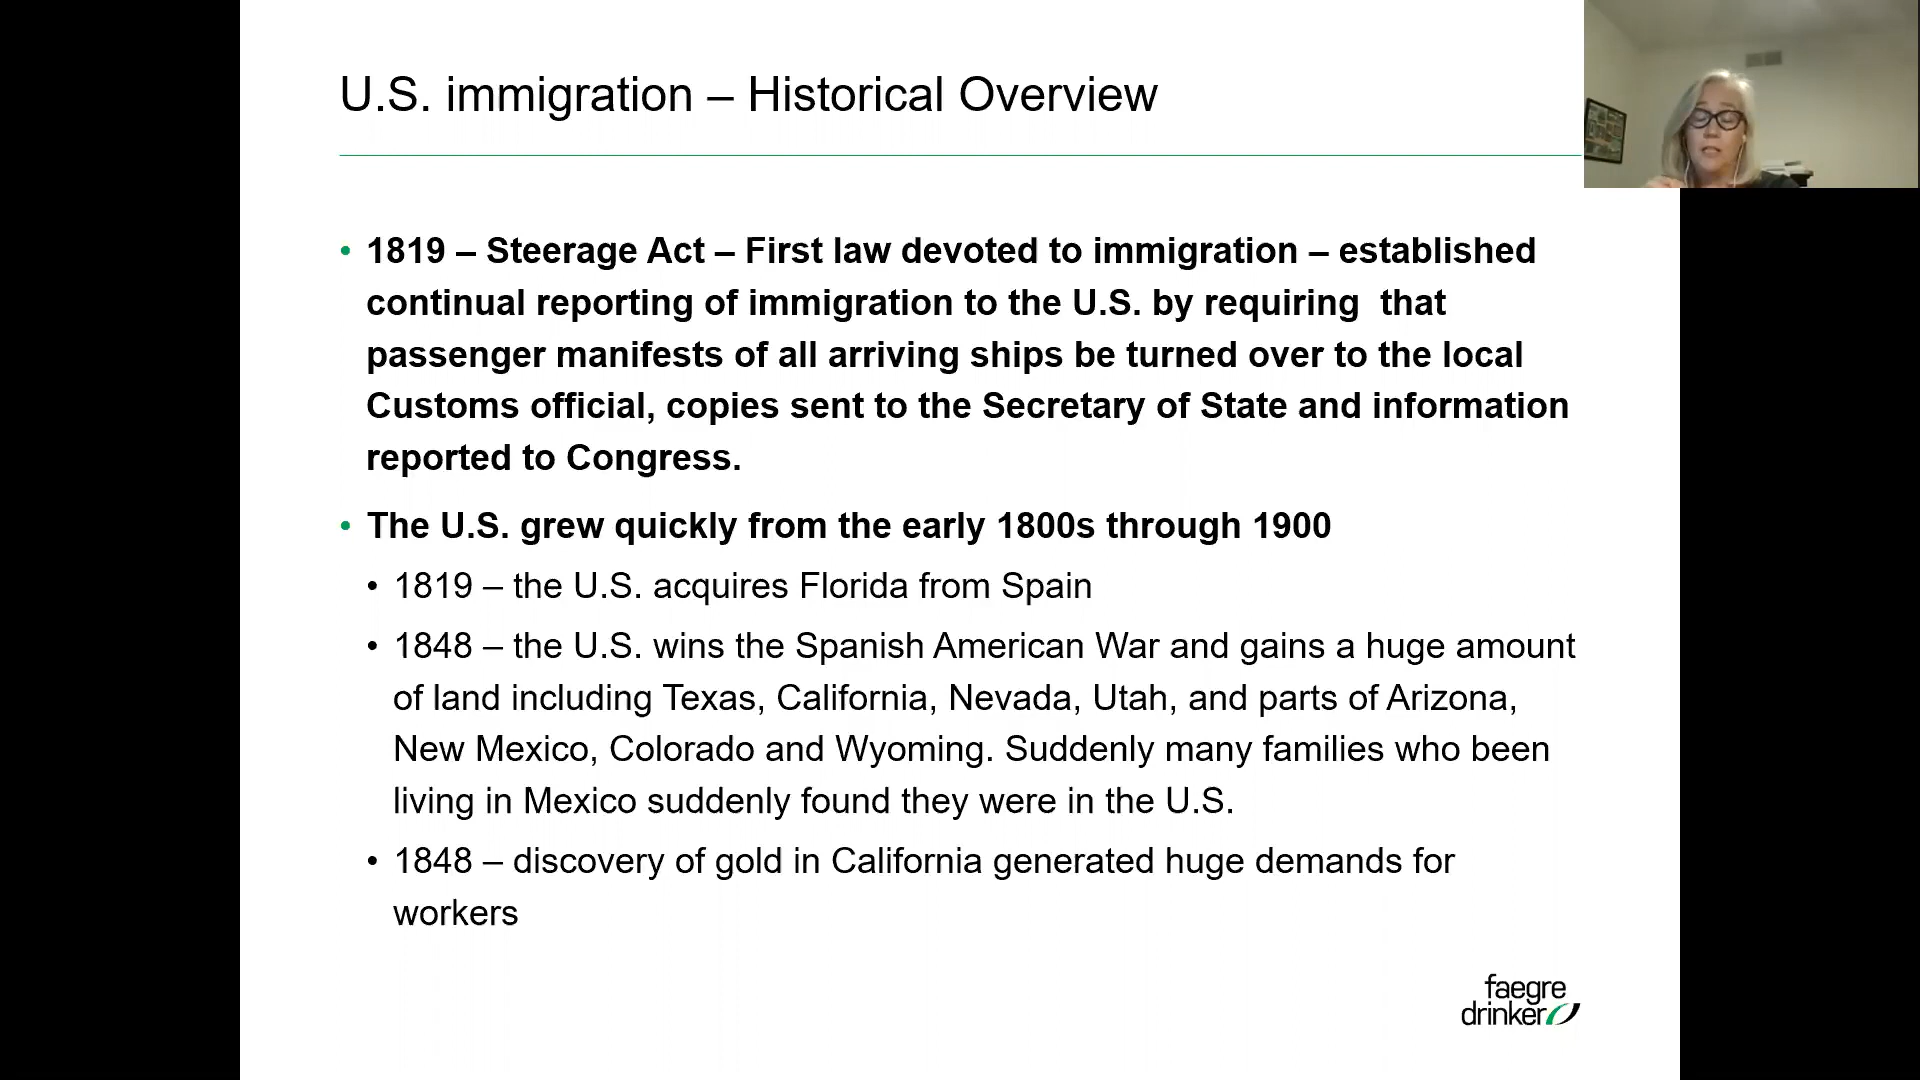 U.S. immigration – Historical Overview
• 1819 – Steerage Act – First law devoted to immigration – established
continual reporting of immigration to the U.S. by requiring  that
passenger manifests of all arriving ships be turned over to the local
Customs official, copies sent to the Secretary of State and information
reported to Congress.
• The U.S. grew quickly from the early 1800s through 1900
• 1819 – the U.S. acquires Florida from Spain
• 1848 – the U.S. wins the Spanish American War and gains a huge amount
of land including Texas, California, Nevada, Utah, and parts of Arizona,
New Mexico, Colorado and Wyoming. Suddenly many families who been
living in Mexico suddenly found they were in the U.S.
• 1848 – discovery of gold in California generated huge demands for
workers
faegre
drinker